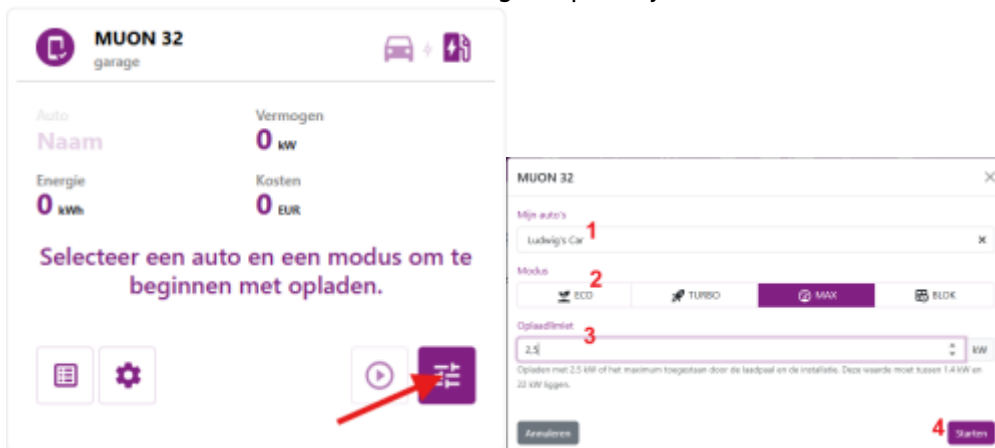 MUON 32
garage
Auto
Naam
Vermogen
0 kW
Energie
0 kWh
Kosten
0 EUR
Selecteer een auto en een modus om te
beginnen met opladen.
MUON 32
Mijn auto's
1
Ludwig's Car
Modus
2
ECO
TURBO
MAX
BLOK
Oplaadlimiet
3
2,5
kW
Opladen met 2.5 kW of het maximum toegestaan door de laadpaal en de installatie. Deze waarde moet tussen 1.4 kW en
22 kW liggen.
Annuleren
4
Starten